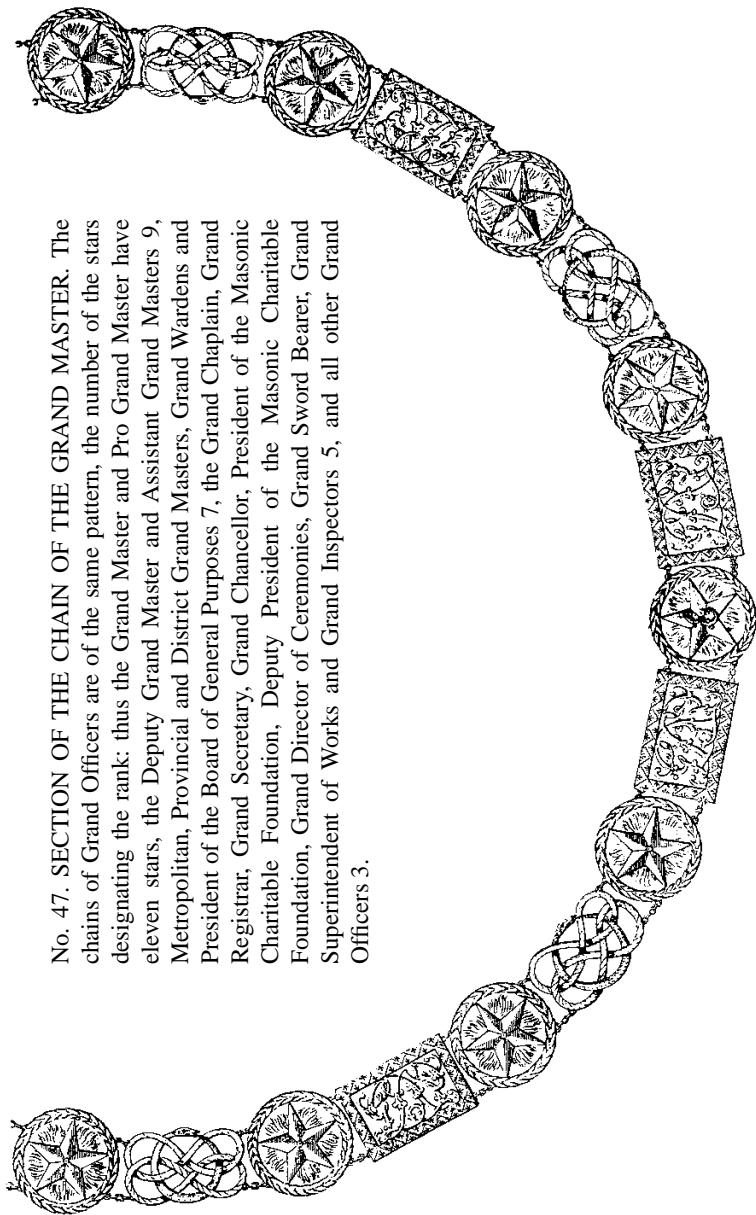 No. 47. SECTION OF THE CHAIN OF THE GRAND MASTER. The
chains of Grand Officers are of the same pattern, the number of the stars
designating the rank: thus the Grand Master and Pro Grand Master have
eleven stars, the Deputy Grand Master and Assistant Grand Masters 9,
Metropolitan, Provincial and District Grand Masters, Grand Wardens and
President of the Board of General Purposes 7, the Grand Chaplain, Grand
Registrar, Grand Secretary, Grand Chancellor, President of the Masonic
Charitable Foundation, Deputy President of the Masonic Charitable
Foundation, Grand Director of Ceremonies, Grand Sword Bearer, Grand
Superintendent of Works and Grand Inspectors 5, and all other Grand
Officers 3.